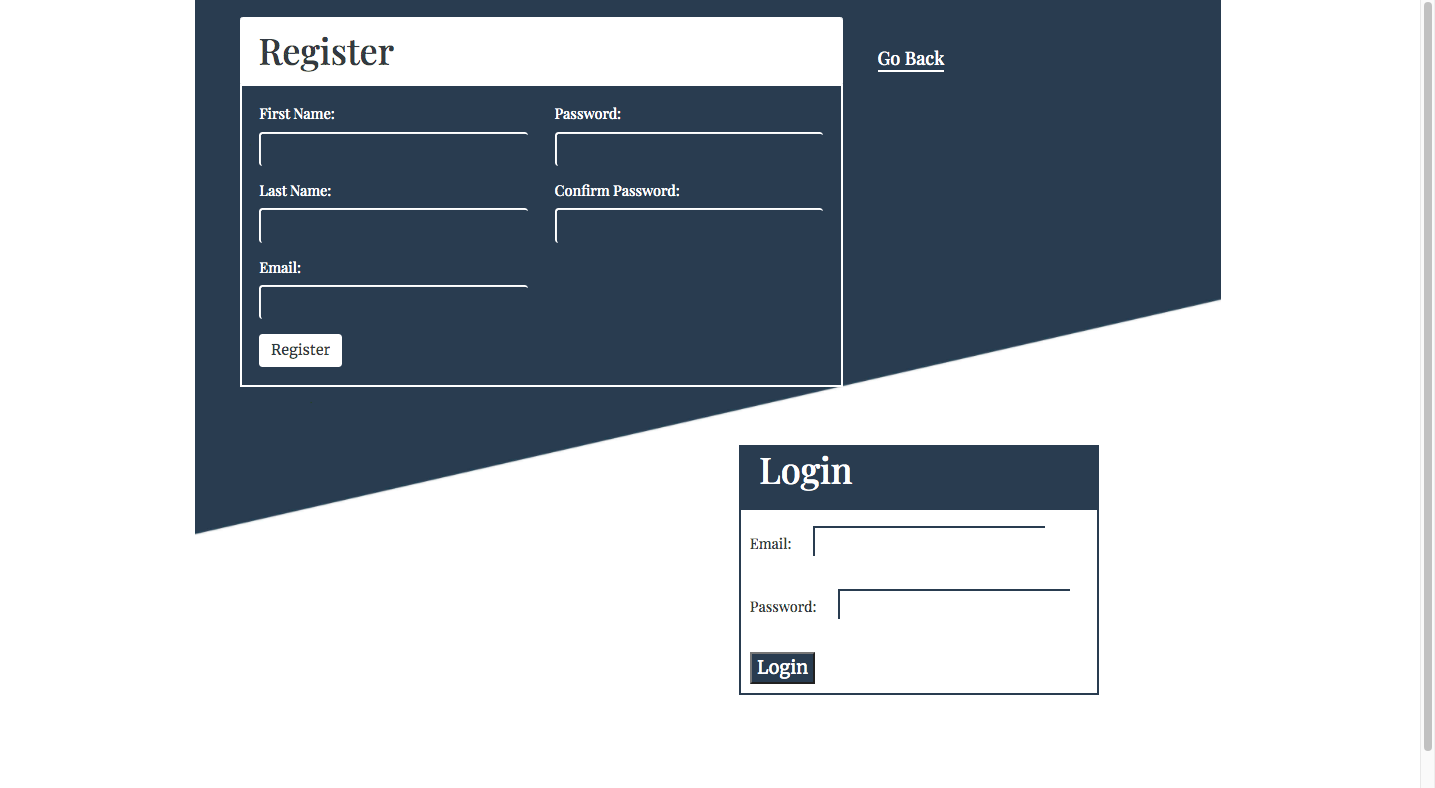 Register
Go Back
First Name:
Password:
Last Name:
Confirm Password:
Email:
Register
Login
Email:
Password:
Login